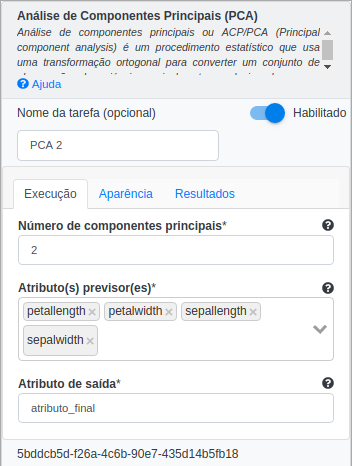 Análise de Componentes Principais (PCA)
Análise de componentes principais ou ACP/PCA (Principal
component analysis) é um procedimento estatístico que usa
uma transformação ortogonal para converter um conjunto de
Ajuda
Nome da tarefa (opcional)
Habilitado
PCA 2
Execução Aparência Resultados
Número de componentes principais*
2
Atributo(s) previsor(es)*
petallength × petalwidth × sepallength ×
sepalwidth ×
Atributo de saída*
atributo_final
5bddcb5d-f26a-4c6b-90e7-435d14b5fb18